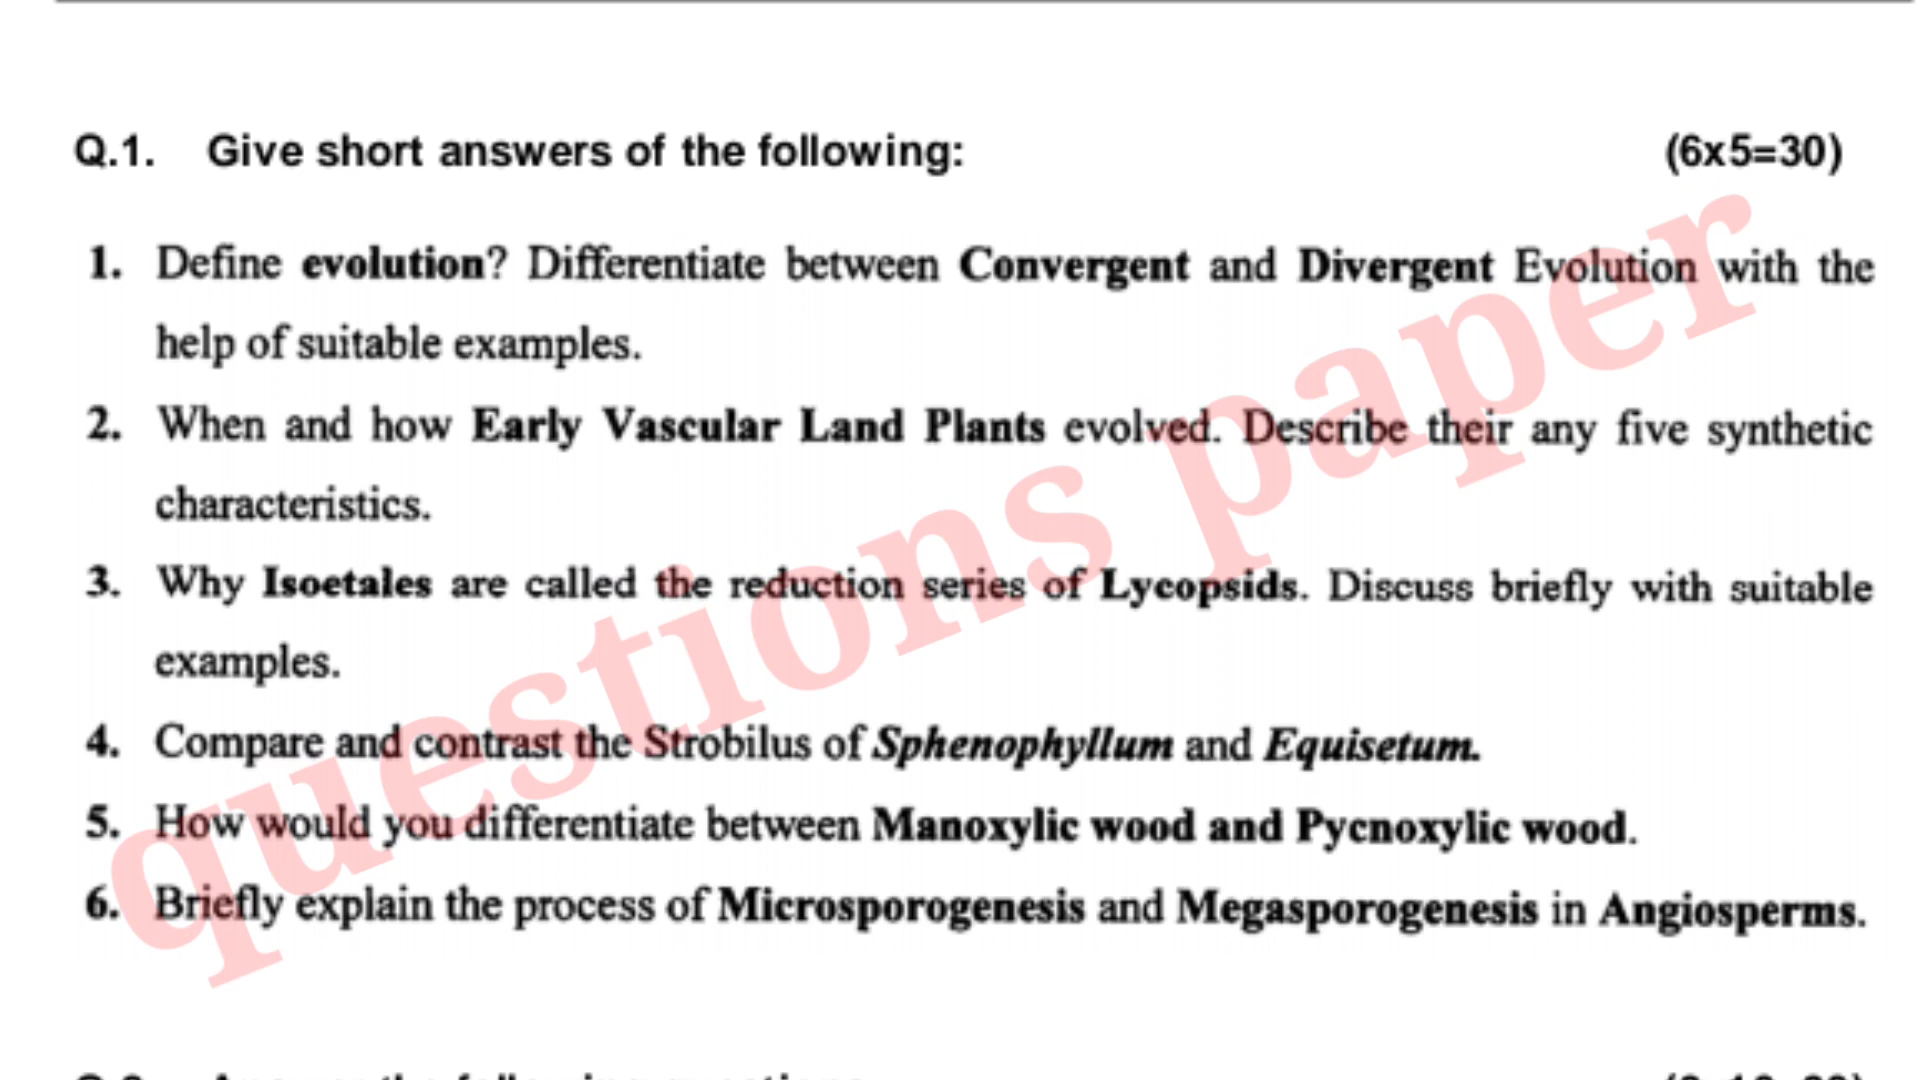 Q.1. Give short answers of the following: (6x5=30)
1. Define evolution? Differentiate between Convergent and Divergent Evolution with the
help of suitable examples.
2. When and how Early Vascular Land Plants evolved. Describe their any five synthetic
characteristics.
3. Why Isoetales are called the reduction series of Lycopsids. Discuss briefly with suitable
examples.
4. Compare and contrast the Strobilus of Sphenophyllum and Equisetum.
5. How would you differentiate between Manoxylic wood and Pycnoxylic wood.
6. Briefly explain the process of Microsporogenesis and Megasporogenesis in Angiosperms.
questions paper